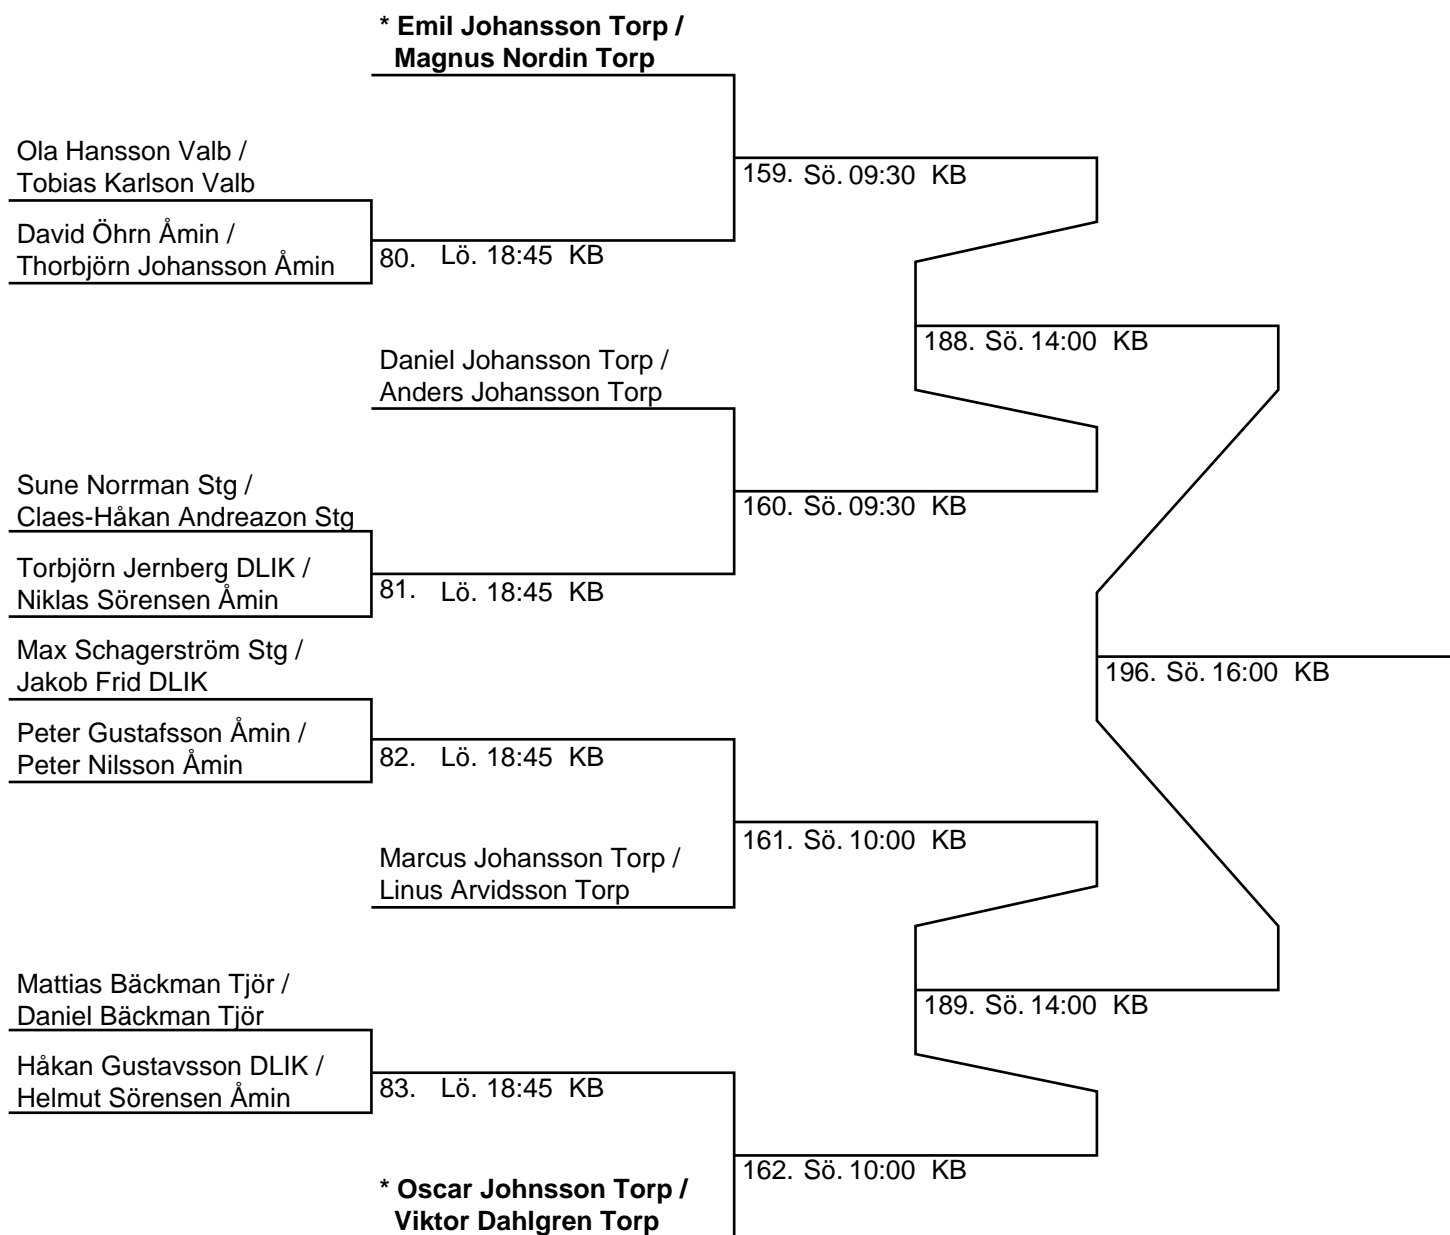 * Emil Johansson Torp /
Magnus Nordin Torp
Ola Hansson Valb /
Tobias Karlson Valb
159. Sö. 09:30 KB
David Öhrn Åmin /
Thorbjörn Johansson Åmin
80. Lö. 18:45 KB
188. Sö. 14:00 KB
Daniel Johansson Torp /
Anders Johansson Torp
Sune Norrman Stg /
Claes-Håkan Andreazon Stg
160. Sö. 09:30 KB
Torbjörn Jernberg DLIK /
Niklas Sörensen Åmin
81. Lö. 18:45 KB
Max Schagerström Stg /
Jakob Frid DLIK
196. Sö. 16:00 KB
Peter Gustafsson Åmin /
Peter Nilsson Åmin
82. Lö. 18:45 KB
161. Sö. 10:00 KB
Marcus Johansson Torp /
Linus Arvidsson Torp
Mattias Bäckman Tjör /
Daniel Bäckman Tjör
189. Sö. 14:00 KB
Håkan Gustavsson DLIK /
Helmut Sörensen Åmin
83. Lö. 18:45 KB
162. Sö. 10:00 KB
* Oscar Johnsson Torp /
Viktor Dahlgren Torp